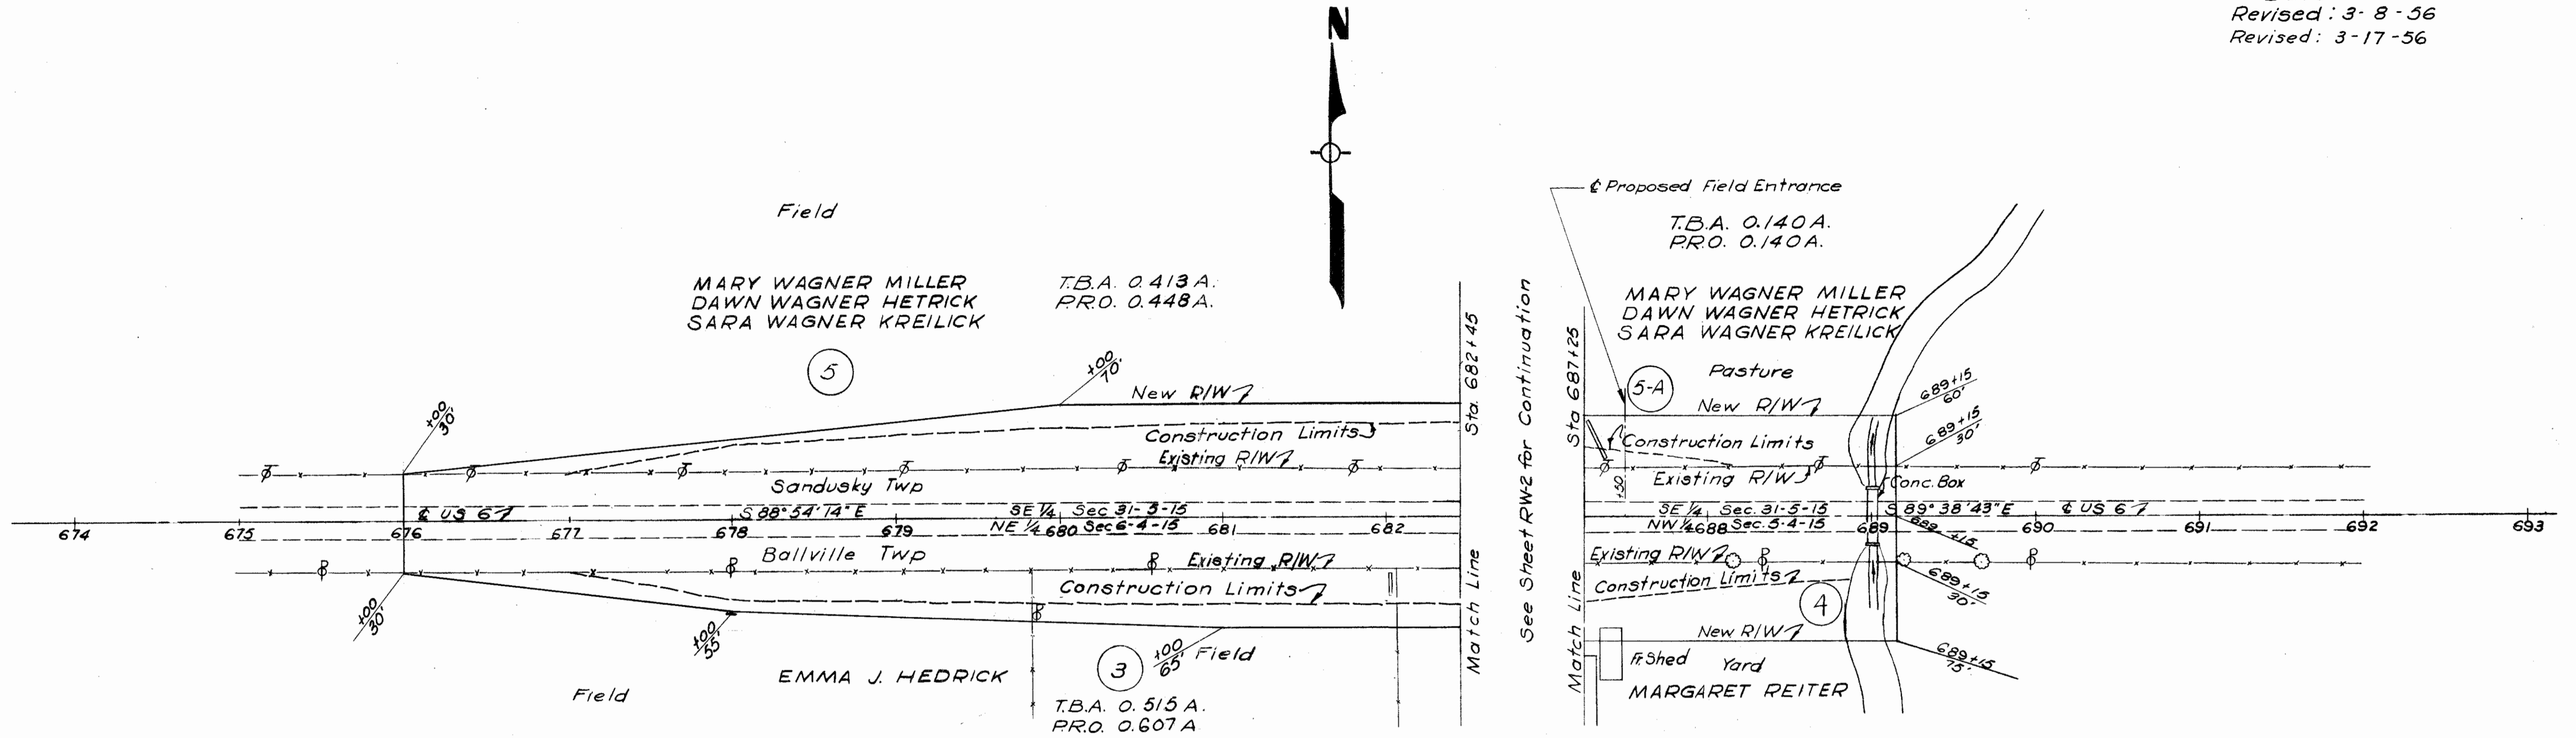 Revised: 3-8-56
Revised: 3-17-56
N
Field
MARY WAGNER MILLER
DAWN WAGNER HETRICK
SARA WAGNER KREILICK
T.B.A. 0.413 A.
P.R.O. 0.448 A.
5
+00
30'
+00
70'
New R/W
Construction Limits
Existing R/W
Sandusky Twp
℄ US 6
S 88° 54' 14" E
SE ¼ Sec 31-5-15
NE ¼ Sec 6-4-15
674
675
676
677
678
679
680
681
682
Ballville Twp
Existing R/W
Construction Limits
+00
30'
+00
55'
+00
65'
Field
EMMA J. HEDRICK
Field
3
T.B.A. 0.515 A.
P.R.O. 0.607 A
Sta. 682+45
Match Line
See Sheet RW-2 for Continuation
Sta 687+25
Match Line
℄ Proposed Field Entrance
T.B.A. 0.140 A.
P.R.O. 0.140 A.
MARY WAGNER MILLER
DAWN WAGNER HETRICK
SARA WAGNER KREILICK
5-A
Pasture
New R/W
689+15
60'
689+15
30'
Construction Limits
Existing R/W
+50
Conc. Box
SE ¼ Sec. 31-5-15
S 89° 38' 43" E
℄ US 6
NW ¼ Sec. 5-4-15
688
689
690
691
692
693
689+15
Existing R/W
Construction Limits
689+15
30'
4
New R/W
689+15
75'
Fr. Shed
Yard
MARGARET REITER